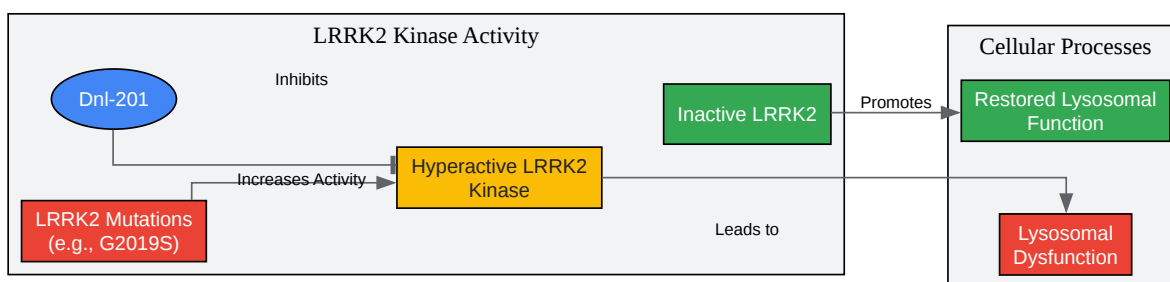 LRRK2 Kinase Activity
Cellular Processes
Inhibits
Dnl-201
Inactive LRRK2
Promotes
Restored Lysosomal
Function
Hyperactive LRRK2
Kinase
Increases Activity
LRRK2 Mutations
(e.g., G2019S)
Leads to
Lysosomal
Dysfunction